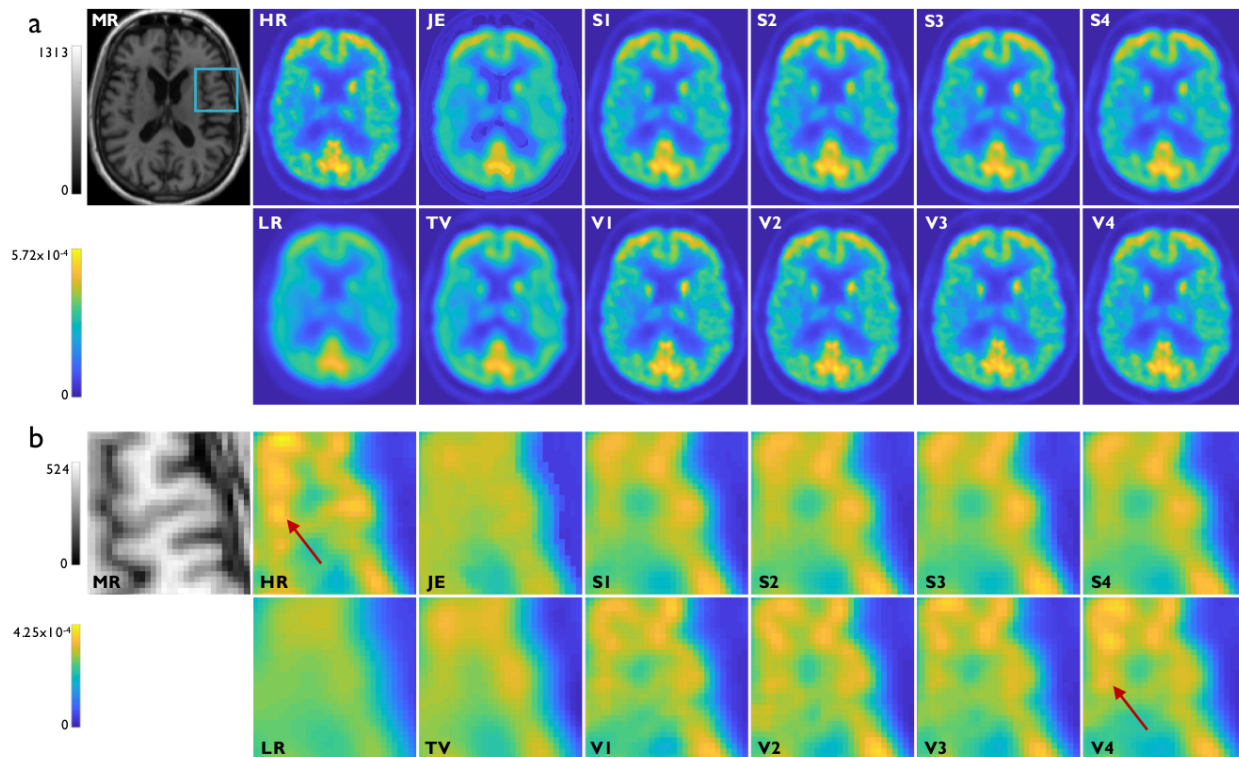 a
MR HR JE S1 S2 S3 S4
1313
0
LR TV V1 V2 V3 V4
5.72x10-4
0
b
524
0
MR HR JE S1 S2 S3 S4
4.25x10-4
0
LR TV V1 V2 V3 V4